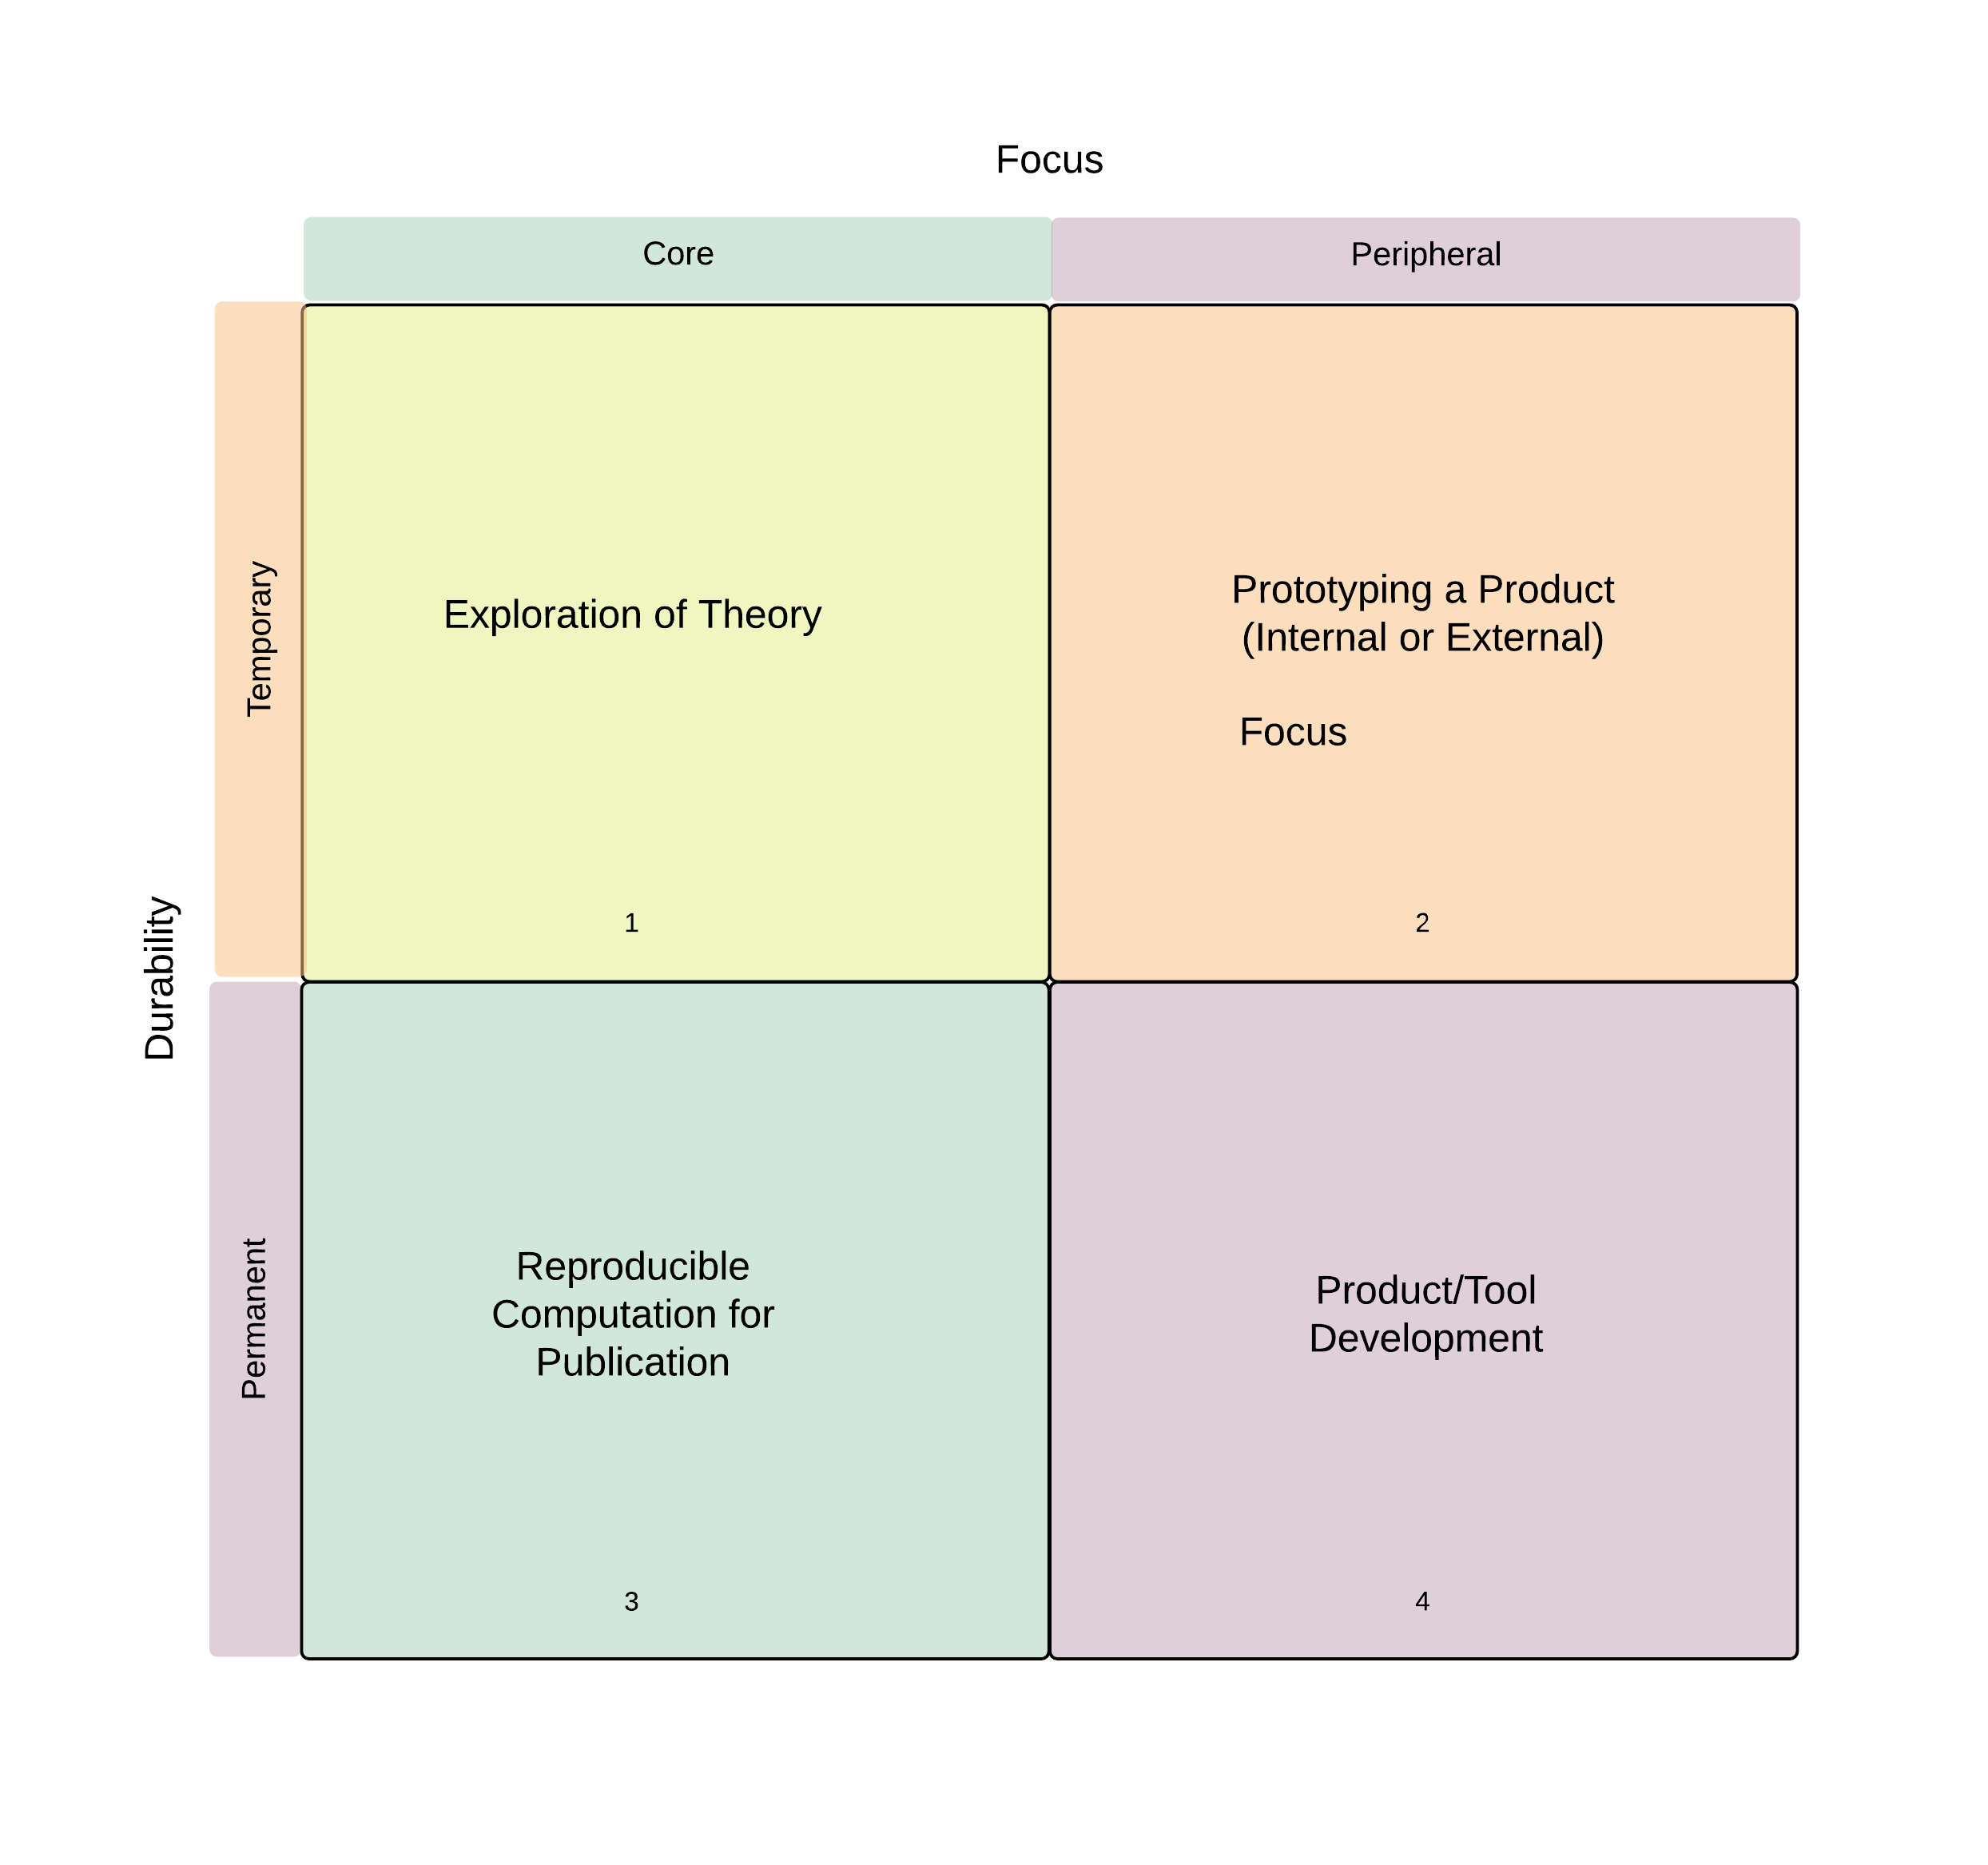 Focus
Core
Peripheral
Temporary
Exploration of Theory
1
Prototyping a Product
(Internal or External)
Focus
2
Durability
Permanent
Reproducible
Computation for
Publication
3
Product/Tool
Development
4